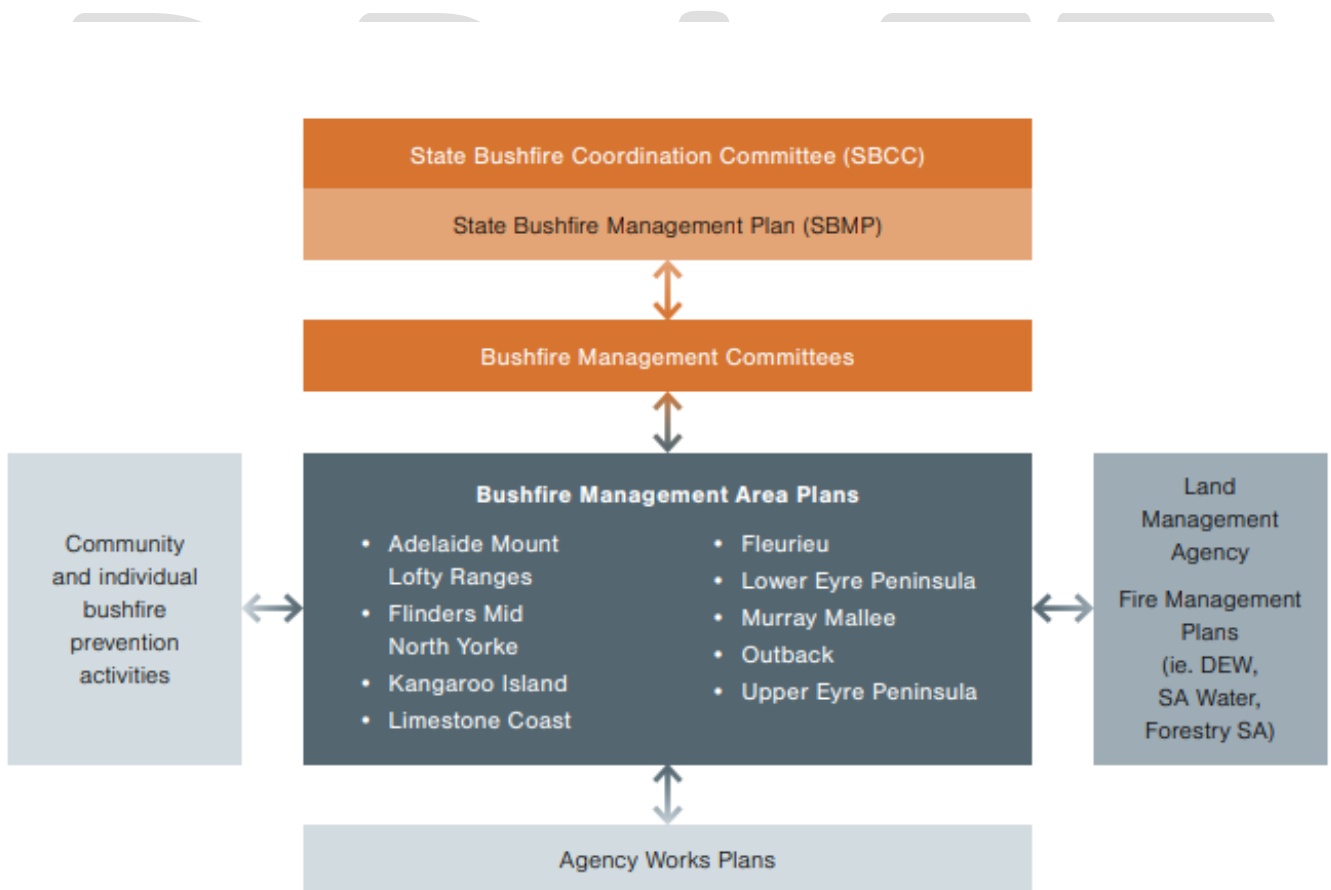 State Bushfire Coordination Committee (SBCC)
State Bushfire Management Plan (SBMP)
Bushfire Management Committees
Community
and individual
bushfire
prevention
activities
Bushfire Management Area Plans
• Adelaide Mount
Lofty Ranges
• Flinders Mid
North Yorke
• Kangaroo Island
• Limestone Coast
• Fleurieu
• Lower Eyre Peninsula
• Murray Mallee
• Outback
• Upper Eyre Peninsula
Land
Management
Agency
Fire Management
Plans
(ie. DEW,
SA Water,
Forestry SA)
Agency Works Plans